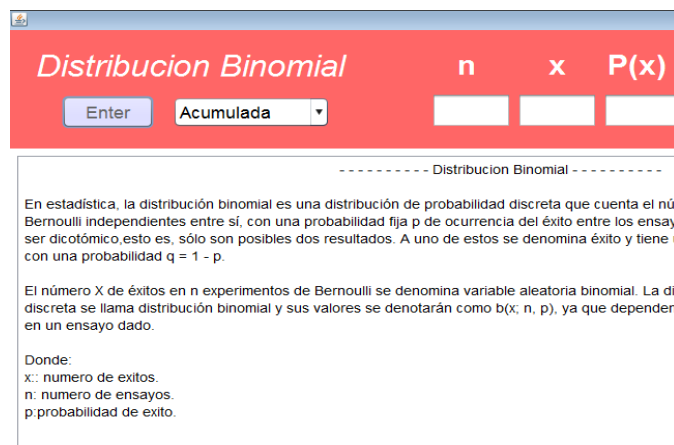 Distribucion Binomial n x P(x)
Enter Acumulada
- - - - - - - - - - Distribucion Binomial - - - - - - - - - -
En estadística, la distribución binomial es una distribución de probabilidad discreta que cuenta el nú
Bernoulli independientes entre sí, con una probabilidad fija p de ocurrencia del éxito entre los ensay
ser dicotómico,esto es, sólo son posibles dos resultados. A uno de estos se denomina éxito y tiene
con una probabilidad q = 1 - p.
El número X de éxitos en n experimentos de Bernoulli se denomina variable aleatoria binomial. La di
discreta se llama distribución binomial y sus valores se denotarán como b(x; n, p), ya que depender
en un ensayo dado.
Donde:
x:: numero de exitos.
n: numero de ensayos.
p:probabilidad de exito.